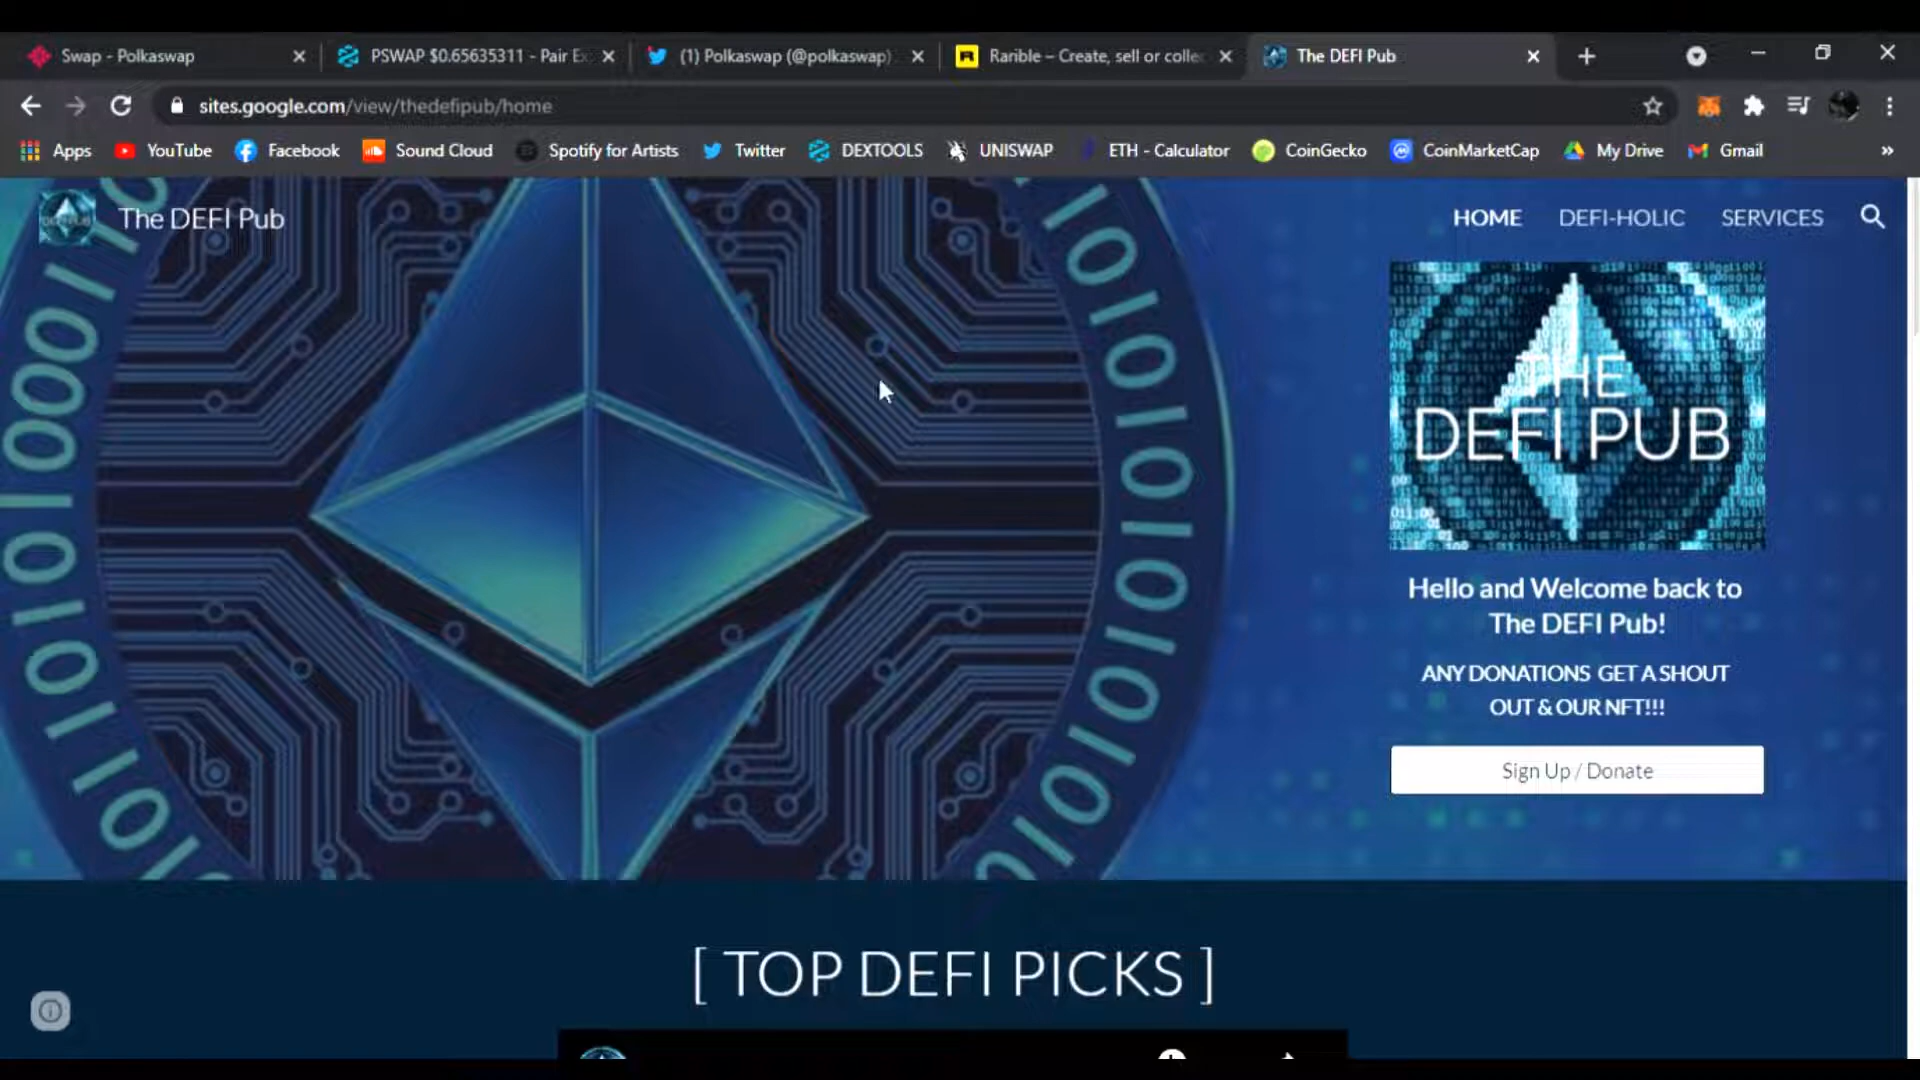 Swap - Polkaswap
PSWAP $0.65635311 - Pair Ex
(1) Polkaswap (@polkaswap)
Rarible – Create, sell or collec
The DEFI Pub
sites.google.com/view/thedefipub/home
Apps
YouTube
Facebook
Sound Cloud
Spotify for Artists
Twitter
DEXTOOLS
UNISWAP
ETH - Calculator
CoinGecko
CoinMarketCap
My Drive
Gmail
»
The DEFI Pub
HOME
DEFI-HOLIC
SERVICES
THE
DEFI PUB
Hello and Welcome back to
The DEFI Pub!
ANY DONATIONS GET A SHOUT
OUT & OUR NFT!!!
Sign Up / Donate
[ TOP DEFI PICKS ]